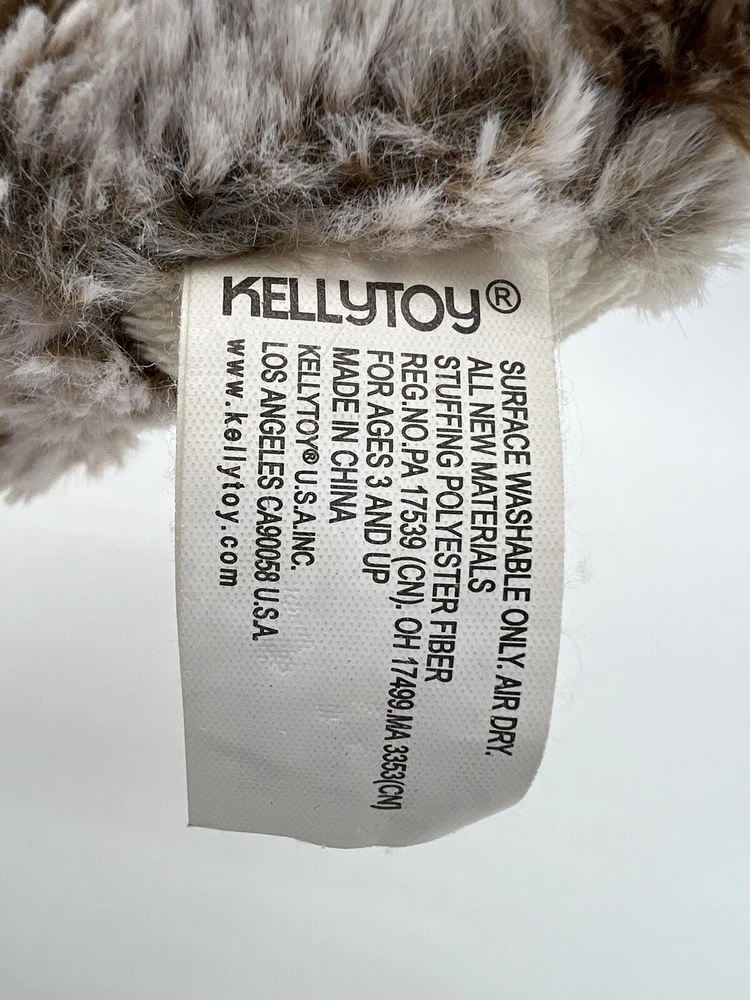 KELLYTOY®
SURFACE WASHABLE ONLY. AIR DRY.
ALL NEW MATERIALS
STUFFING POLYESTER FIBER
REG.NO.PA 17539 (CN). OH 17499.MA 3353(CN)
FOR AGES 3 AND UP
MADE IN CHINA
KELLYTOY® U.S.A.INC.
LOS ANGELES CA90058 U.S.A
www.kellytoy.com